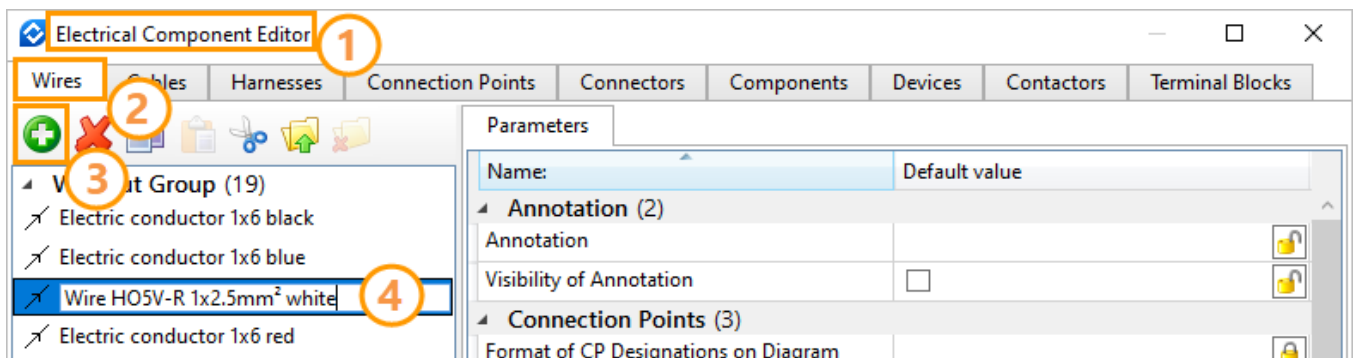 Electrical Component Editor
1
Wires Cables Harnesses Connection Points Connectors Components Devices Contactors Terminal Blocks
2
Parameters
3
Name: Default value
Group (19)
Annotation (2)
Electric conductor 1x6 black
Annotation
Electric conductor 1x6 blue
Visibility of Annotation
Wire HO5V-R 1x2.5mm² white
4
Connection Points (3)
Electric conductor 1x6 red
Format of CP Designations on Diagram